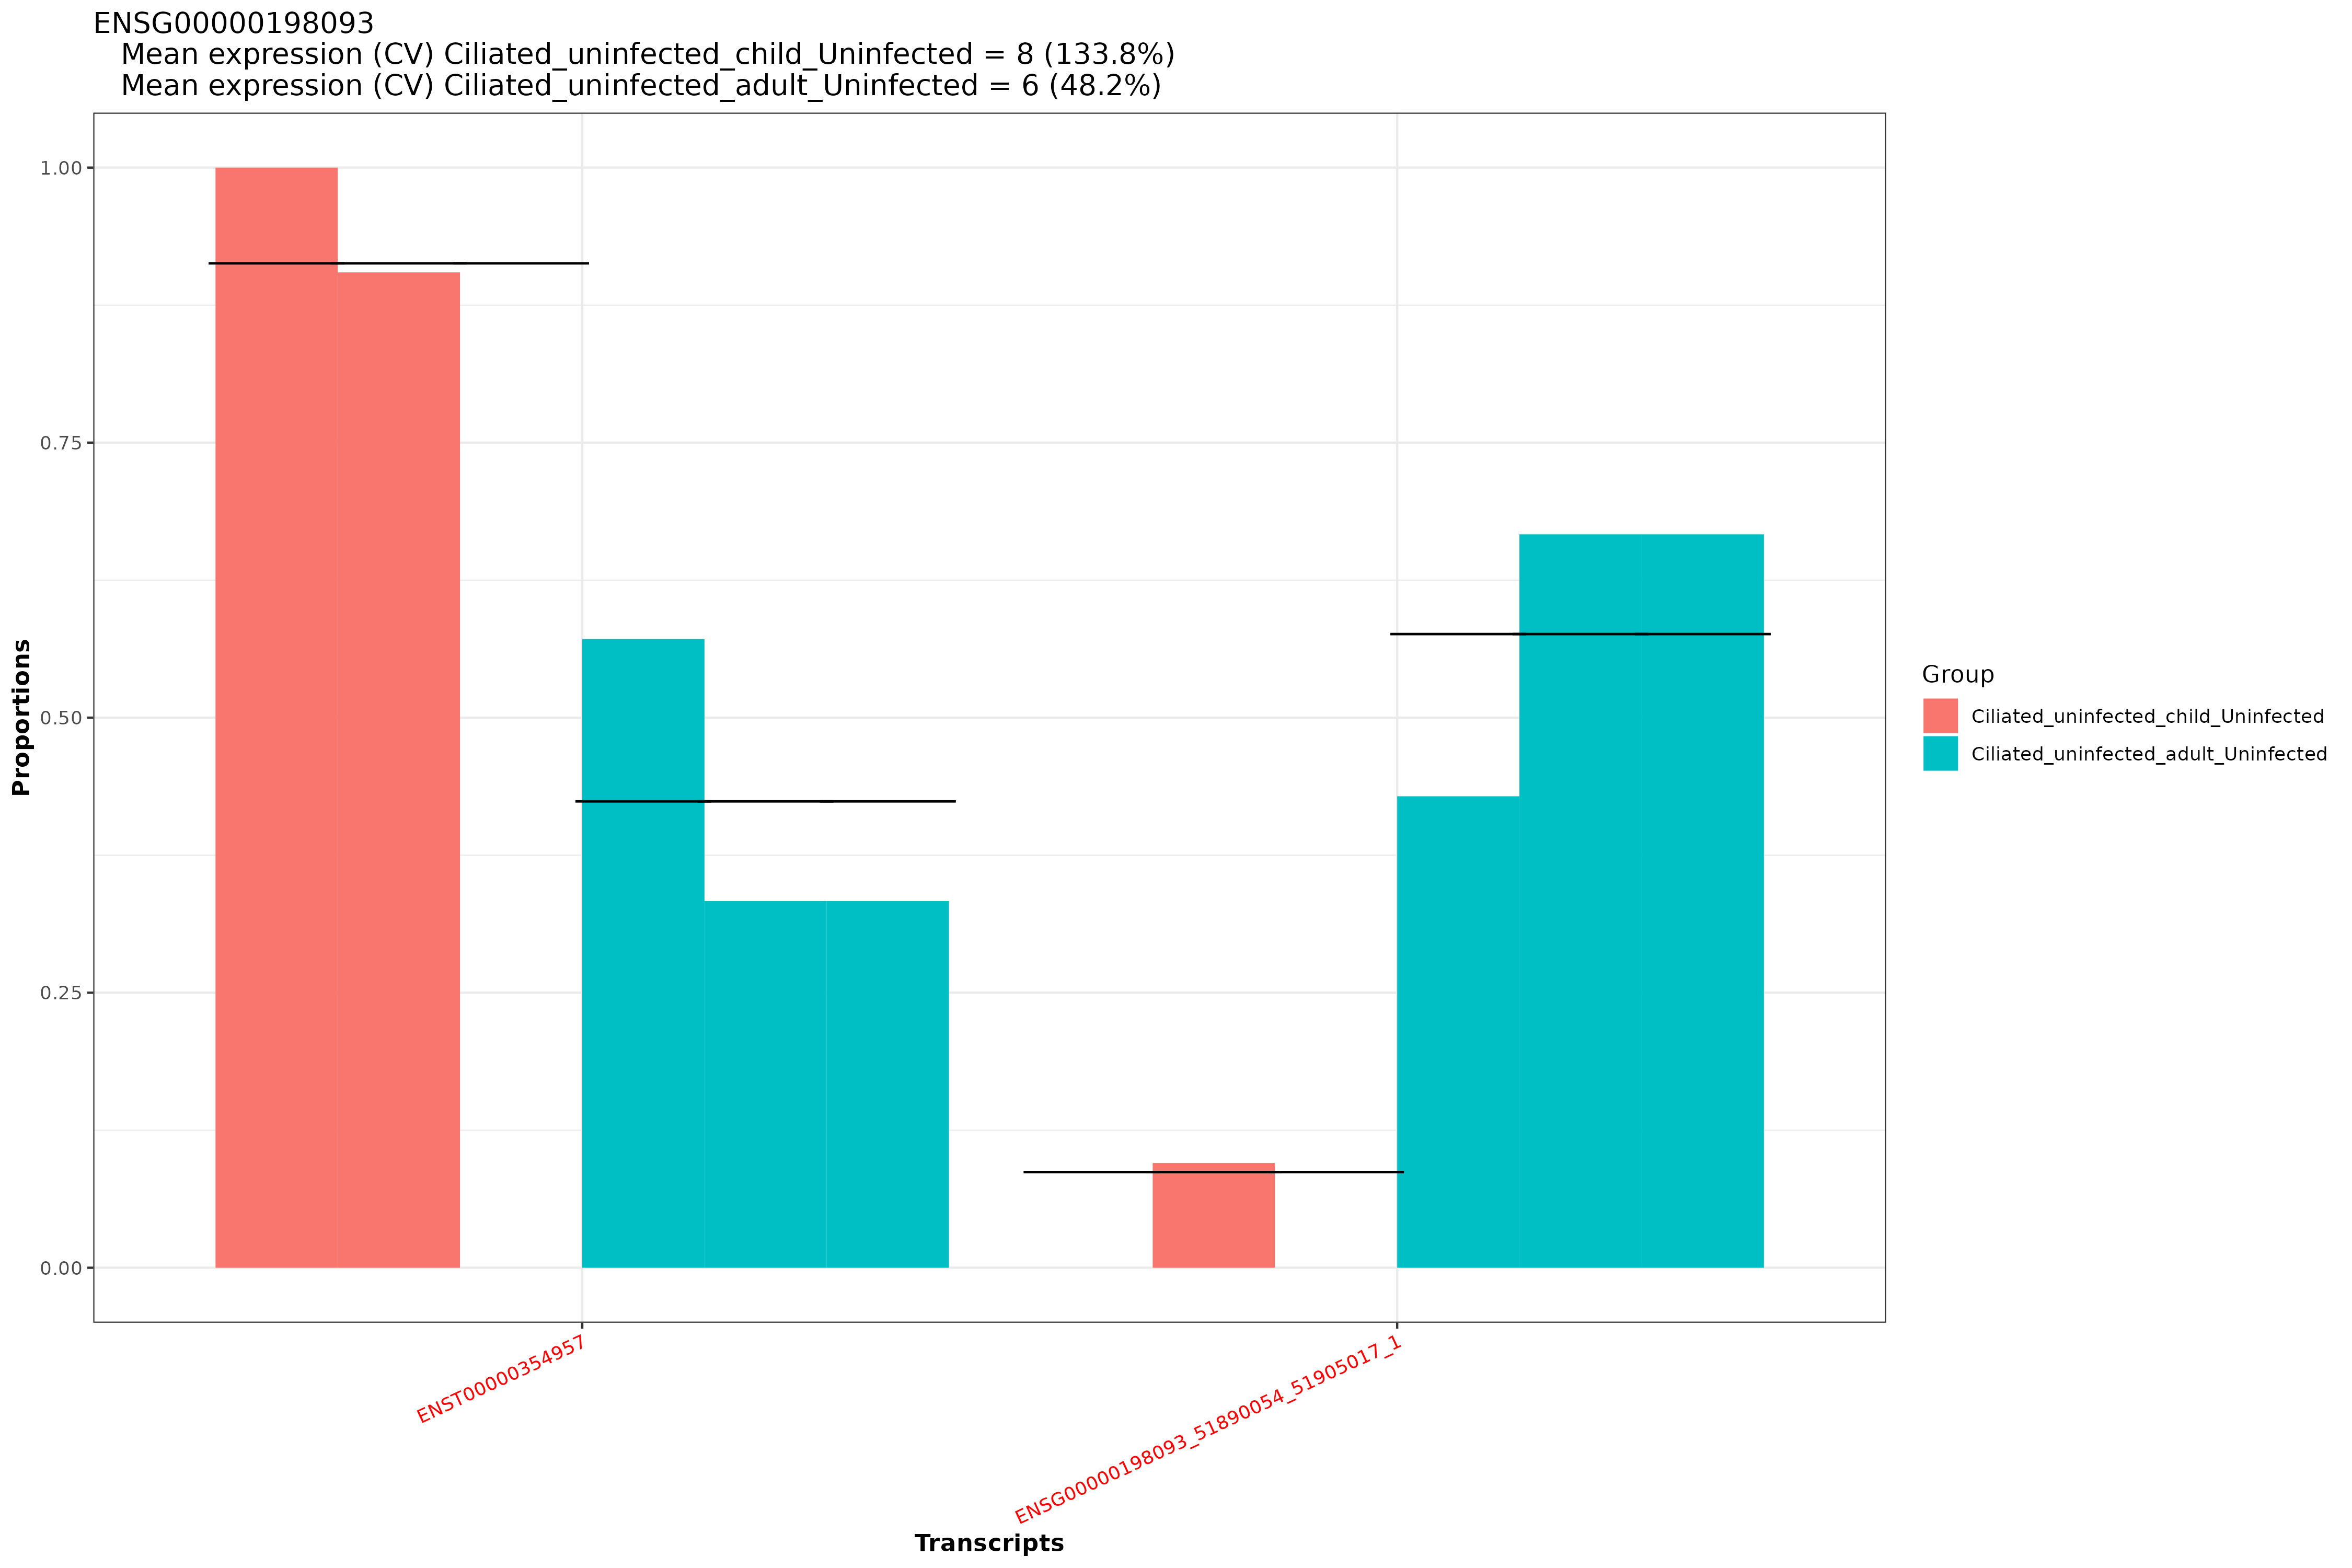 ENSG00000198093
Mean expression (CV) Ciliated_uninfected_child_Uninfected = 8 (133.8%)
Mean expression (CV) Ciliated_uninfected_adult_Uninfected = 6 (48.2%)
1.00
0.75
0.50
0.25
0.00
Proportions
ENST00000354957
ENSG00000198093_51890054_51905017_1
Transcripts
Group
Ciliated_uninfected_child_Uninfected
Ciliated_uninfected_adult_Uninfected